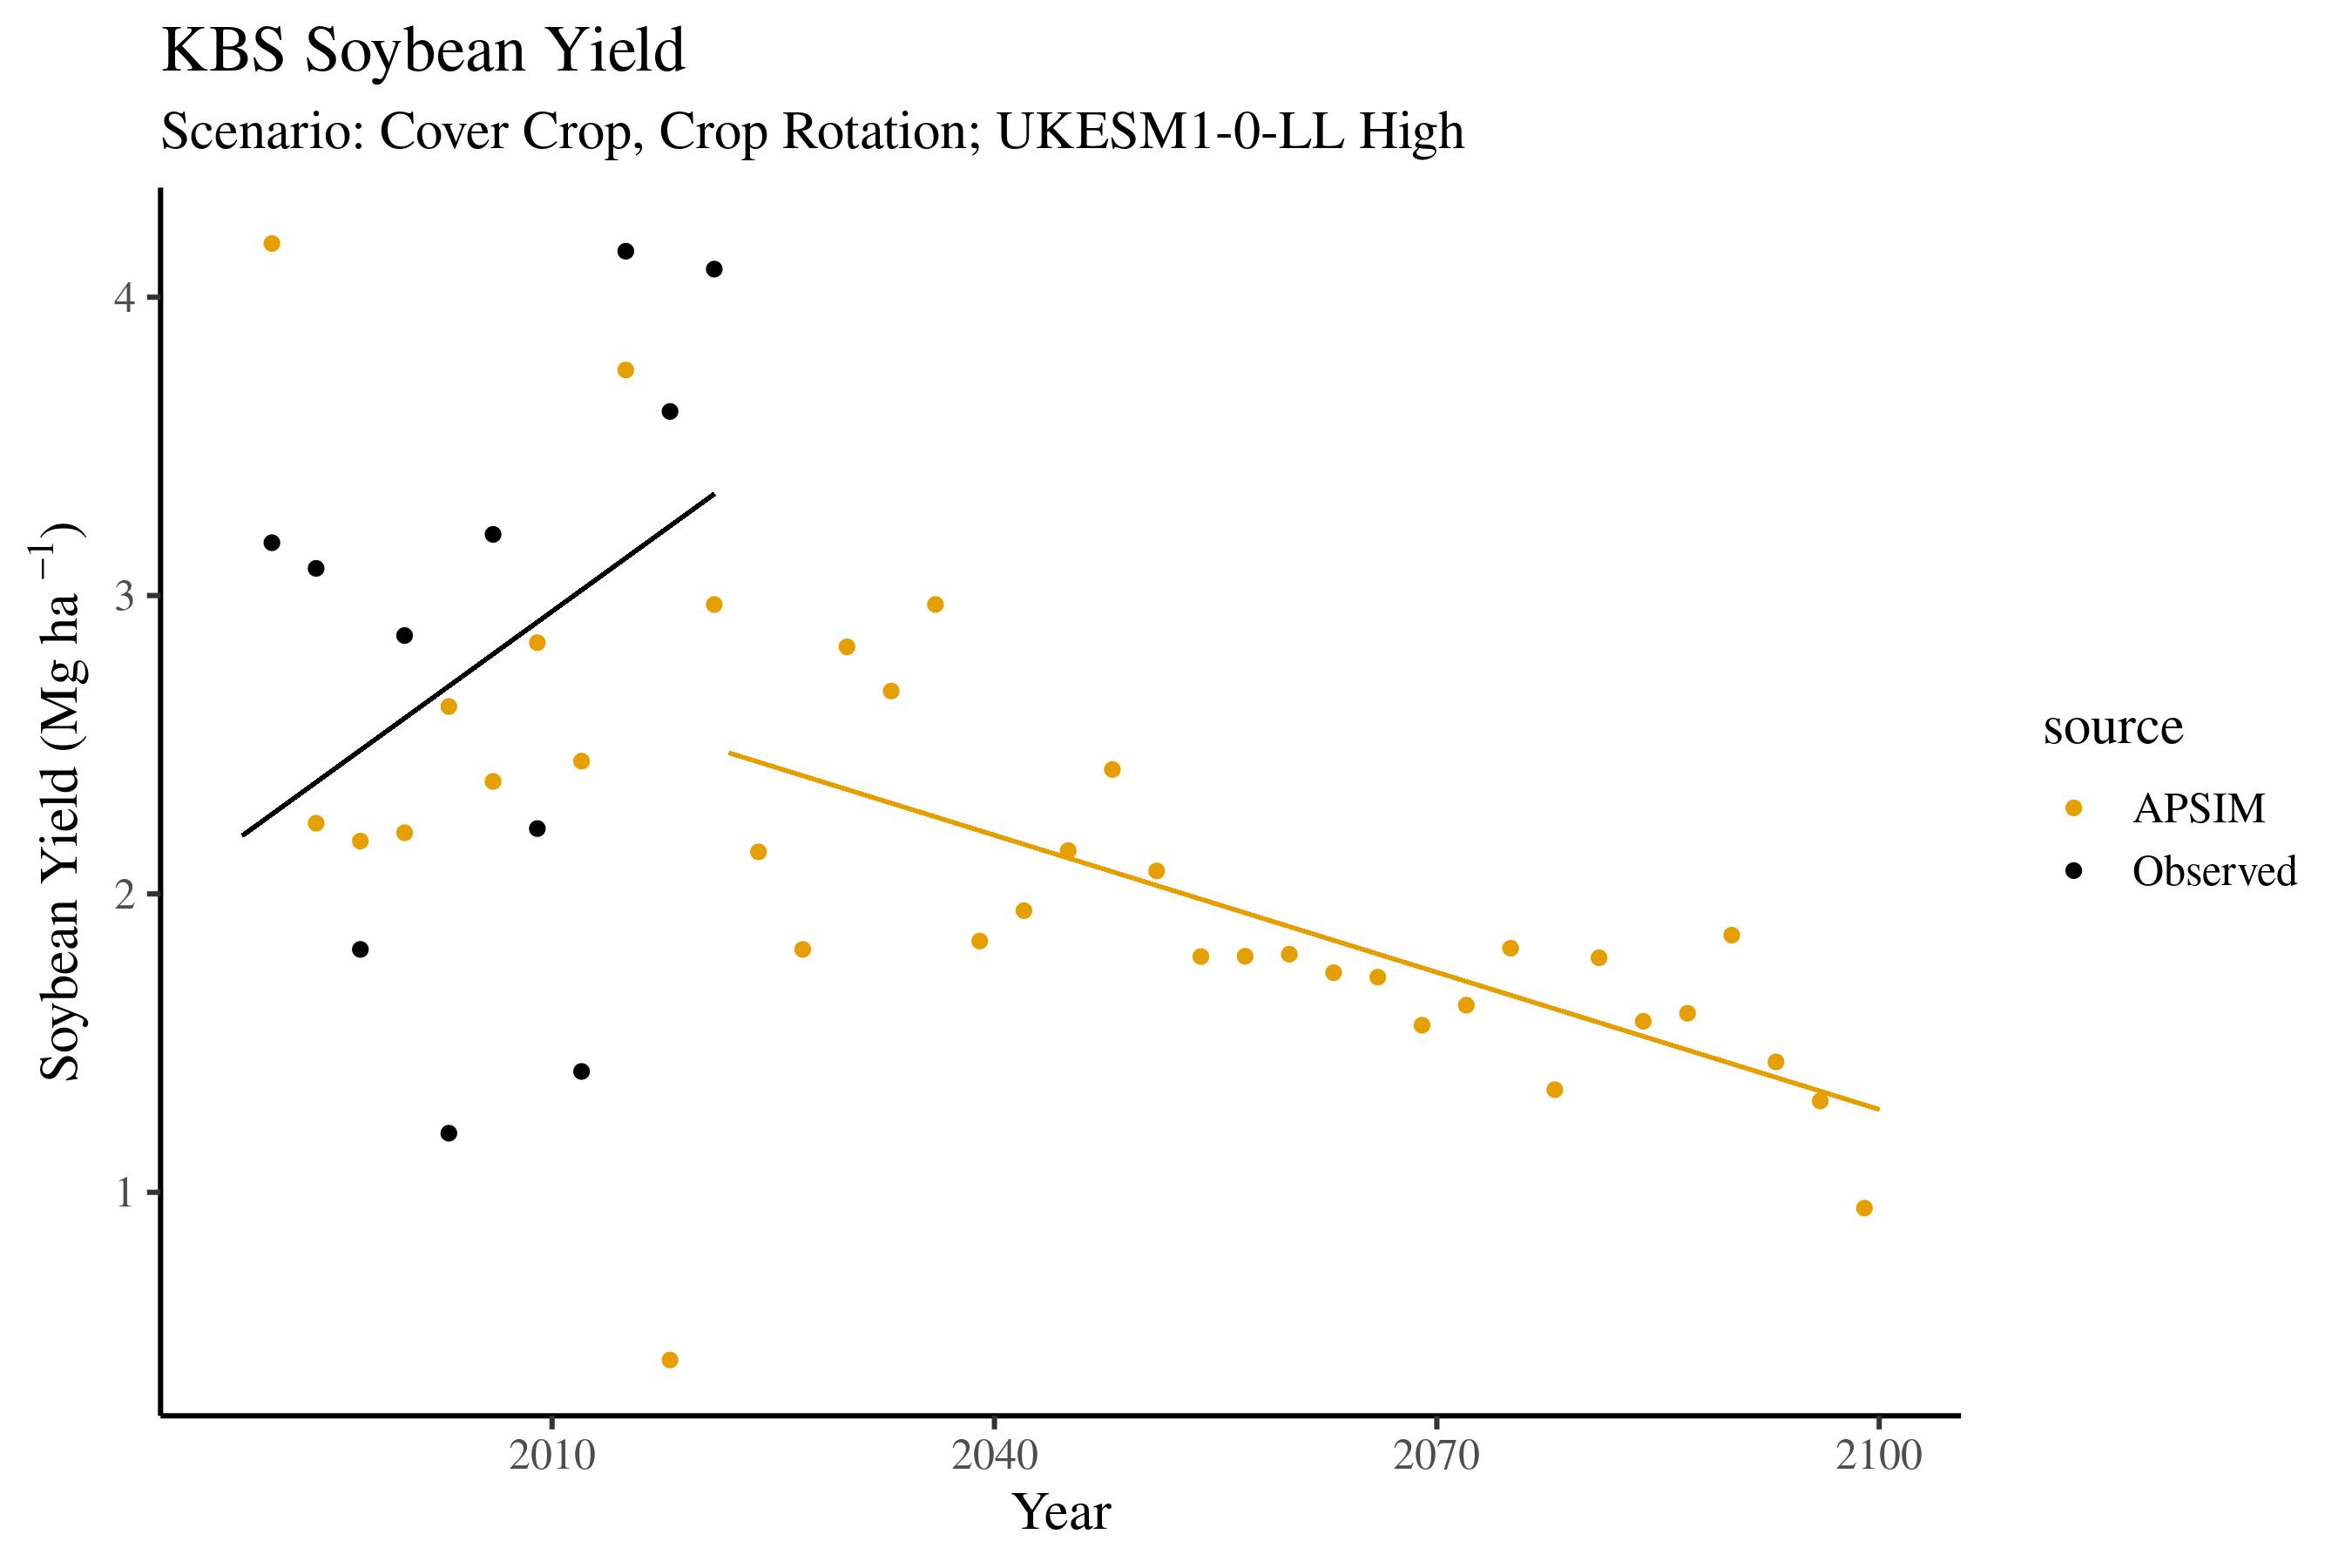 KBS Soybean Yield
Scenario: Cover Crop, Crop Rotation; UKESM1-0-LL High
Soybean Yield (Mg ha −1)
4
3
2
1
2010 2040 2070 2100
Year
source
APSIM
Observed